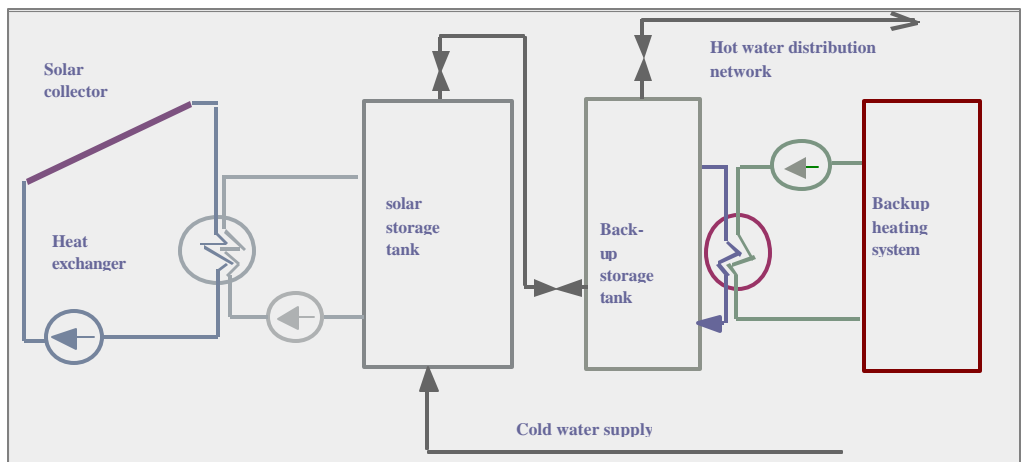 Solar
collector
Hot water distribution
network
Heat
exchanger
solar
storage
tank
Back-
up
storage
tank
Backup
heating
system
Cold water supply